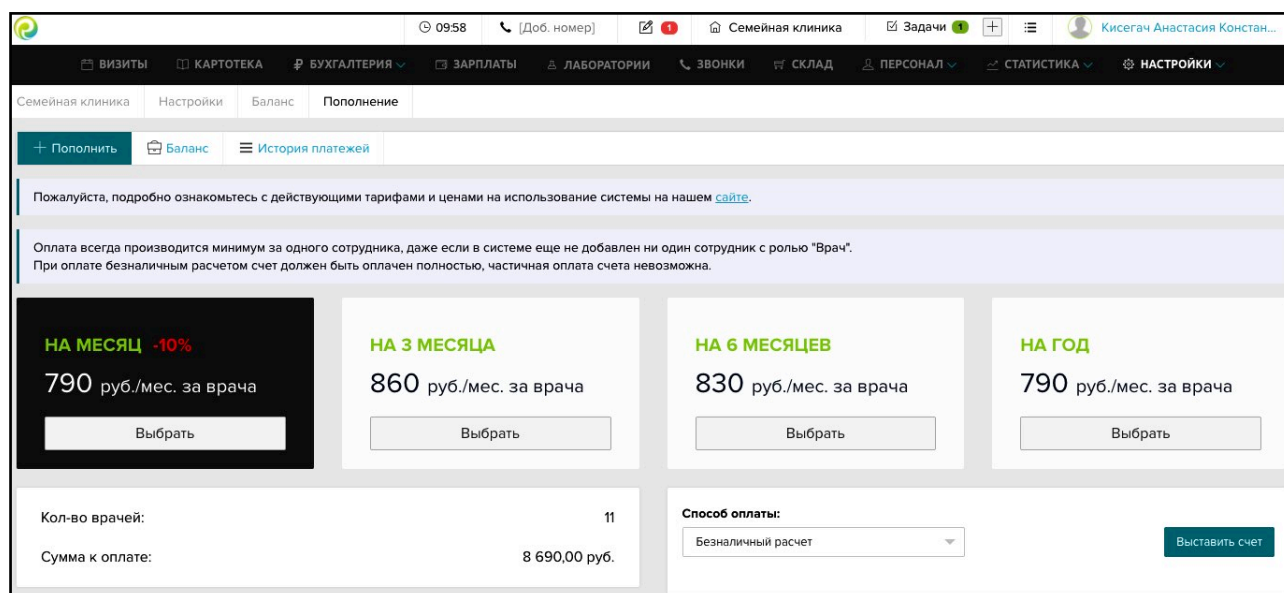 09:58 [Доб. номер] 1 Семейная клиника Задачи 1 + Кисегач Анастасия Констан...
ВИЗИТЫ КАРТОТЕКА ₽ БУХГАЛТЕРИЯ ЗАРПЛАТЫ ЛАБОРАТОРИИ ЗВОНКИ СКЛАД ПЕРСОНАЛ СТАТИСТИКА НАСТРОЙКИ
Семейная клиника Настройки Баланс Пополнение
+ Пополнить Баланс История платежей
Пожалуйста, подробно ознакомьтесь с действующими тарифами и ценами на использование системы на нашем сайте.
Оплата всегда производится минимум за одного сотрудника, даже если в системе еще не добавлен ни один сотрудник с ролью "Врач".
При оплате безналичным расчетом счет должен быть оплачен полностью, частичная оплата счета невозможна.
НА МЕСЯЦ -10% НА 3 МЕСЯЦА НА 6 МЕСЯЦЕВ НА ГОД
790 руб./мес. за врача 860 руб./мес. за врача 830 руб./мес. за врача 790 руб./мес. за врача
Выбрать Выбрать Выбрать Выбрать
Кол-во врачей: 11
Сумма к оплате: 8 690,00 руб.
Способ оплаты:
Безналичный расчет Выставить счет